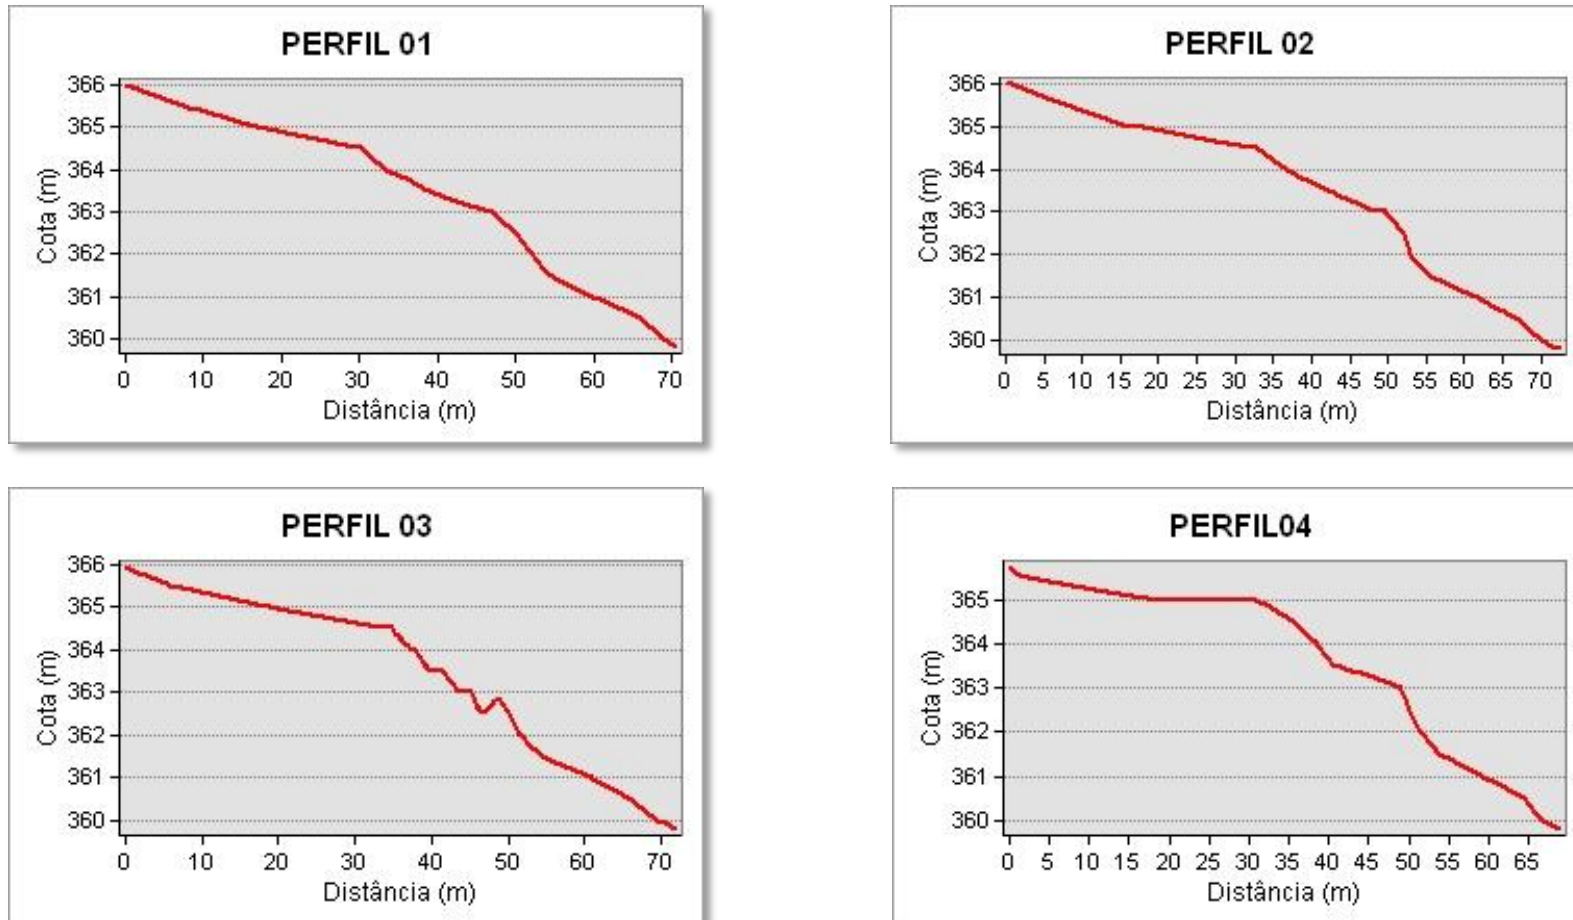 PERFIL 01
366
365
364
363
362
361
360
Cota (m)
0 10 20 30 40 50 60 70
Distância (m)
PERFIL 02
366
365
364
363
362
361
360
Cota (m)
0 5 10 15 20 25 30 35 40 45 50 55 60 65 70
Distância (m)
PERFIL 03
366
365
364
363
362
361
360
Cota (m)
0 10 20 30 40 50 60 70
Distância (m)
PERFIL04
365
364
363
362
361
360
Cota (m)
0 5 10 15 20 25 30 35 40 45 50 55 60 65
Distância (m)